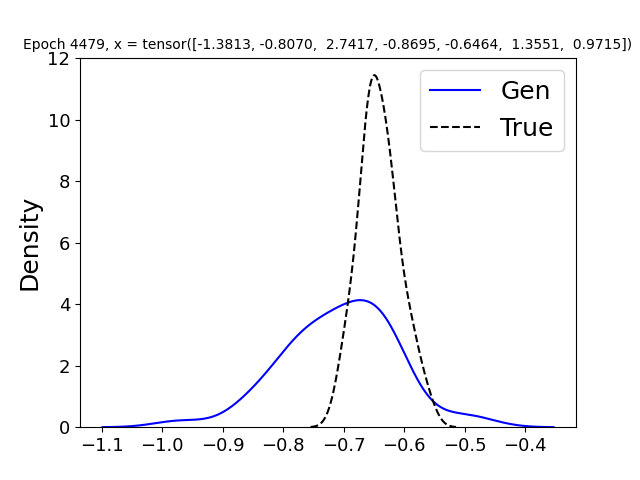 Epoch 4479, x = tensor([-1.3813, -0.8070,  2.7417, -0.8695, -0.6464,  1.3551,  0.9715])
12
10
8
6
4
2
0
Density
Gen
True
−1.1 −1.0 −0.9 −0.8 −0.7 −0.6 −0.5 −0.4